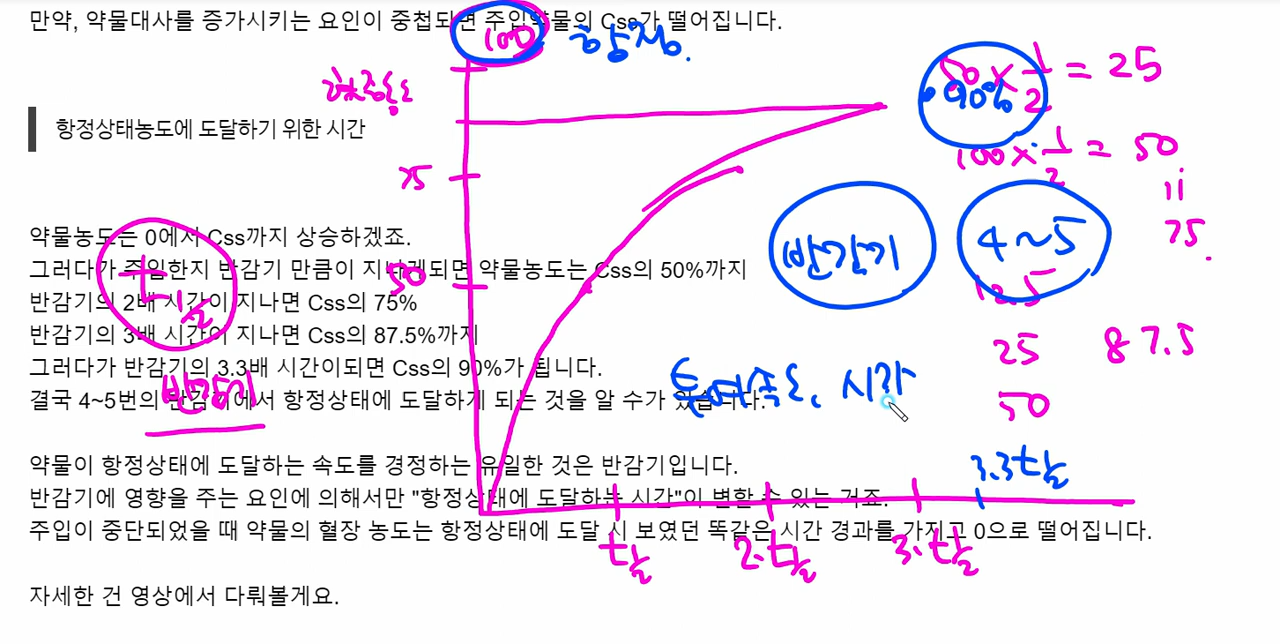 만약, 약물대사를 증가시키는 요인이 중첩되면 주입약물의 Css가 떨어집니다.
100 항정.
50 × 1/2 = 25
90%
항정상태농도에 도달하기 위한 시간
100 × 1/2 = 50
75
11
75.
약물농도는 0에서 Css까지 상승하겠죠.
반감기 4~5
그러다가 주입한지 반감기 만큼이 지나게되면 약물농도는 Css의 50%까지
t½
50
12.5
반감기의 2배 시간이 지나면 Css의 75%
반감기의 3배 시간이 지나면 Css의 87.5%까지
25 87.5
그러다가 반감기의 3.3배 시간이되면 Css의 90%가 됩니다.
반감기
투여속도, 시간
결국 4~5번의 반감기에서 항정상태에 도달하게 되는 것을 알 수가 있습니다.
50
약물이 항정상태에 도달하는 속도를 경정하는 유일한 것은 반감기입니다.
3.3t½
반감기에 영향을 주는 요인에 의해서만 "항정상태에 도달하는 시간"이 변할 수 있는 거죠.
주입이 중단되었을 때 약물의 혈장 농도는 항정상태에 도달 시 보였던 똑같은 시간 경과를 가지고 0으로 떨어집니다.
t½ 2·t½ 3·t½
자세한 건 영상에서 다뤄볼게요.